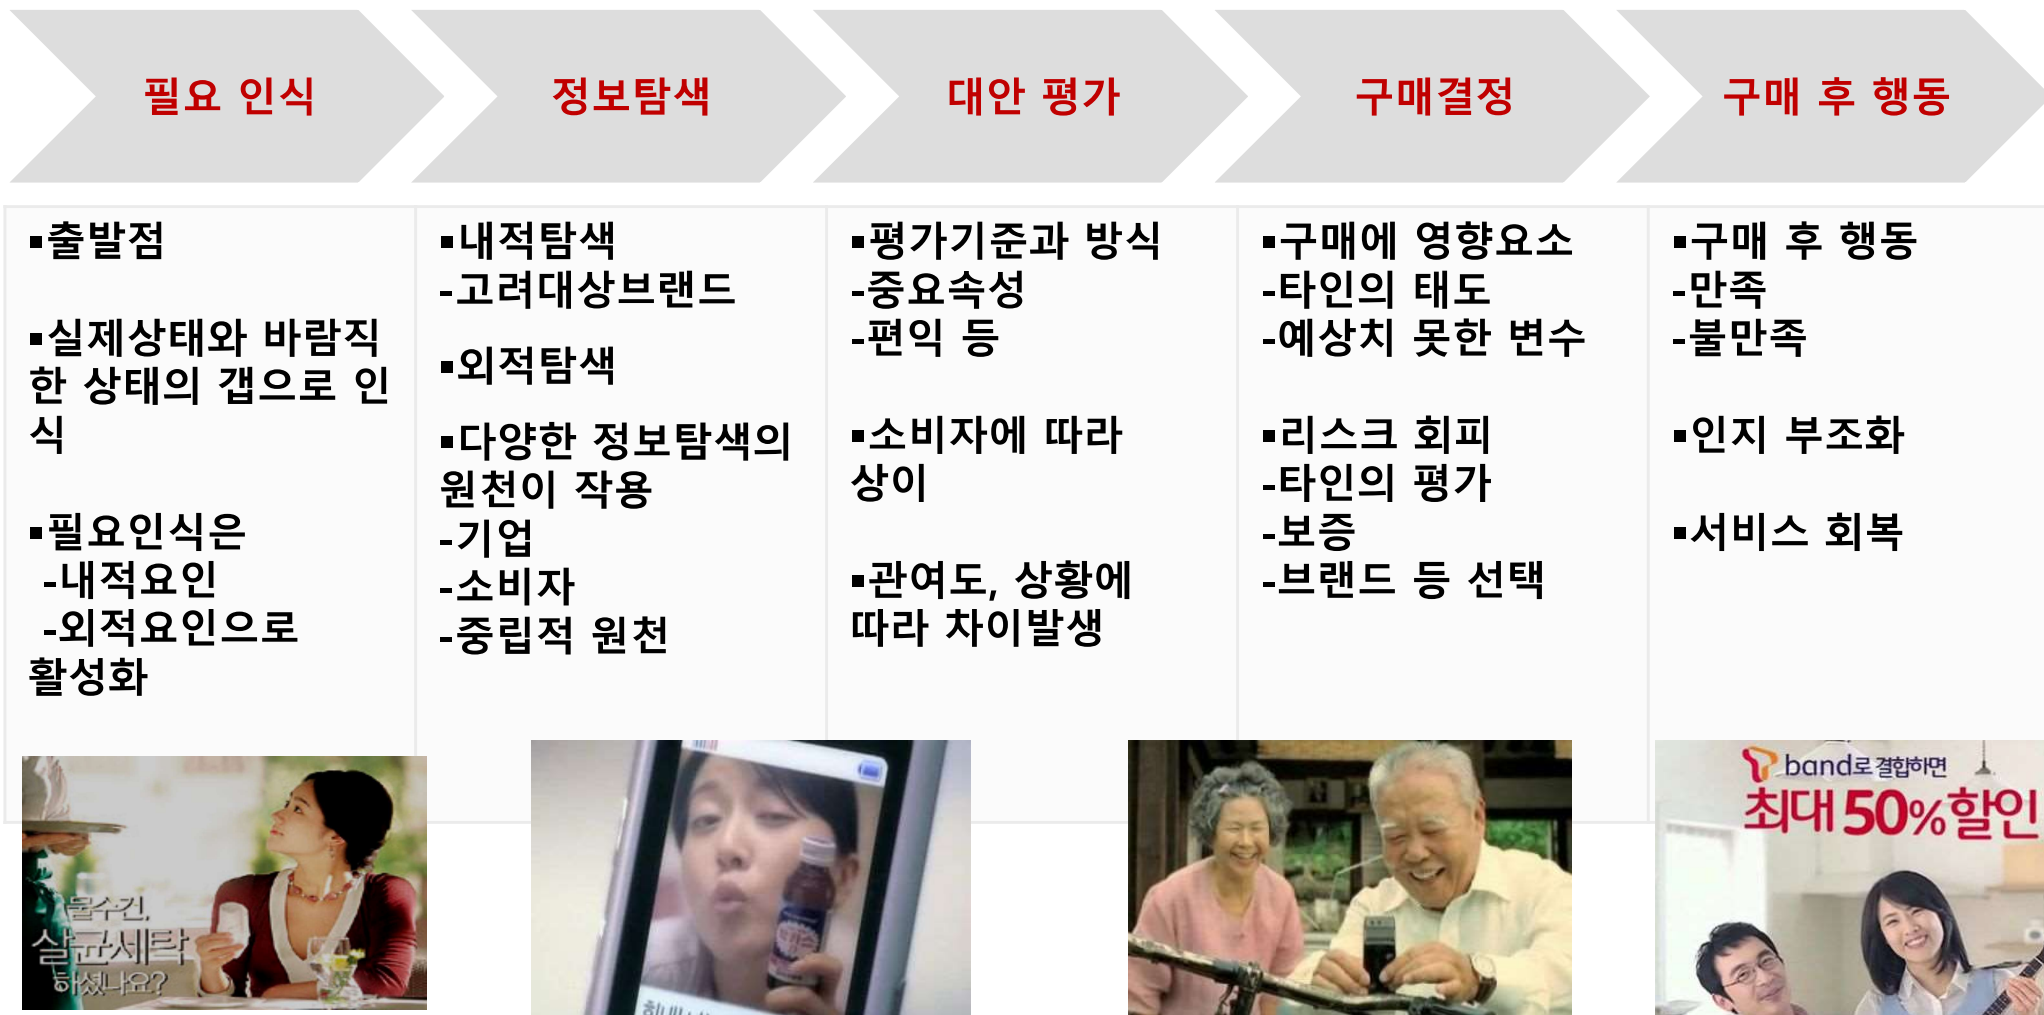 필요 인식
정보탐색
대안 평가
구매결정
구매 후 행동
▪출발점
▪실제상태와 바람직
한 상태의 갭으로 인
식
▪필요인식은
-내적요인
-외적요인으로
활성화
▪내적탐색
-고려대상브랜드
▪외적탐색
▪다양한 정보탐색의
원천이 작용
-기업
-소비자
-중립적 원천
▪평가기준과 방식
-중요속성
-편익 등
▪소비자에 따라
상이
▪관여도, 상황에
따라 차이발생
▪구매에 영향요소
-타인의 태도
-예상치 못한 변수
▪리스크 회피
-타인의 평가
-보증
-브랜드 등 선택
▪구매 후 행동
-만족
-불만족
▪인지 부조화
▪서비스 회복
물수건,
살균세탁
하셨나요?
band로 결합하면
최대 50% 할인